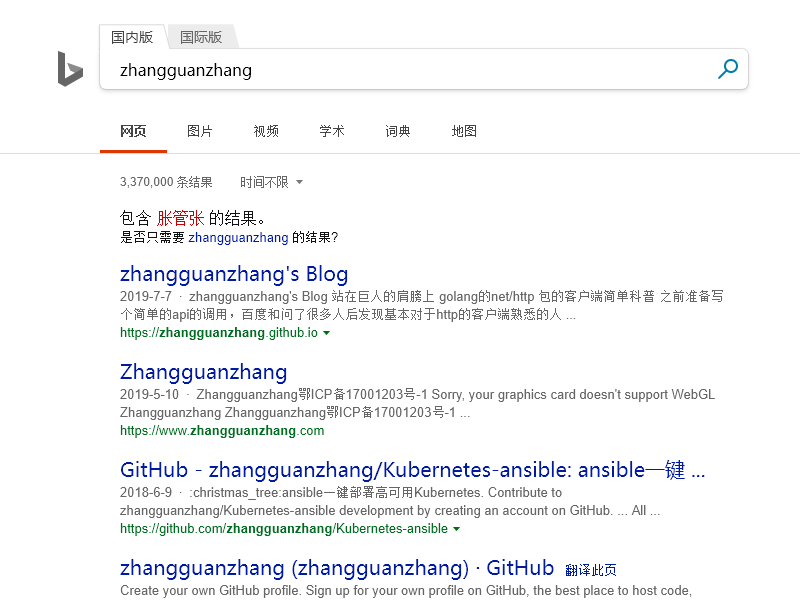 国内版 国际版
zhangguanzhang
网页 图片 视频 学术 词典 地图
3,370,000 条结果 时间不限
包含 胀管张 的结果。
是否只需要 zhangguanzhang 的结果?
zhangguanzhang's Blog
2019-7-7 · zhangguanzhang's Blog 站在巨人的肩膀上 golang的net/http 包的客户端简单科普 之前准备写
个简单的api的调用，百度和问了很多人后发现基本对于http的客户端熟悉的人 ...
https://zhangguanzhang.github.io
Zhangguanzhang
2019-5-10 · Zhangguanzhang鄂ICP备17001203号-1 Sorry, your graphics card doesn't support WebGL
Zhangguanzhang Zhangguanzhang鄂ICP备17001203号-1 ...
https://www.zhangguanzhang.com
GitHub - zhangguanzhang/Kubernetes-ansible: ansible一键 ...
2018-6-9 · :christmas_tree:ansible一键部署高可用Kubernetes. Contribute to
zhangguanzhang/Kubernetes-ansible development by creating an account on GitHub. ... All ...
https://github.com/zhangguanzhang/Kubernetes-ansible
zhangguanzhang (zhangguanzhang) · GitHub 翻译此页
Create your own GitHub profile. Sign up for your own profile on GitHub, the best place to host code,